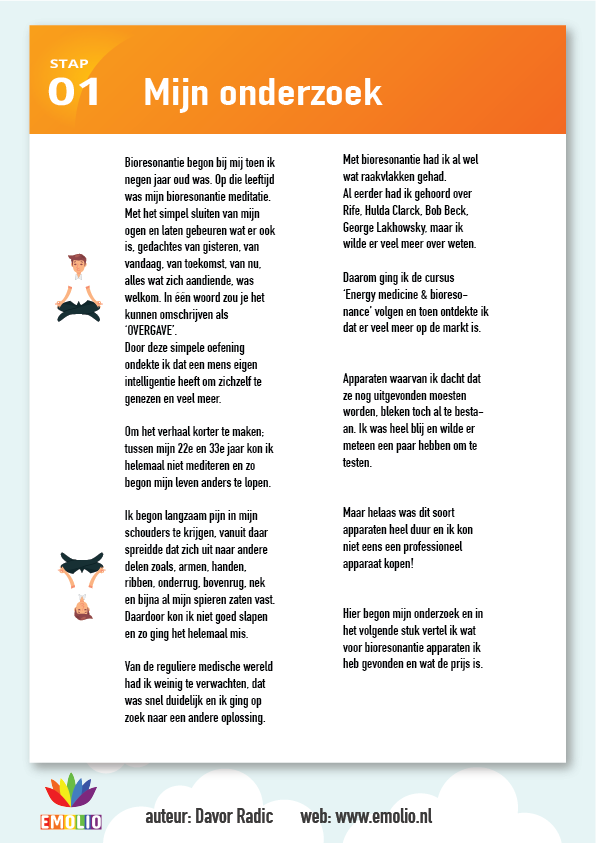 STAP
01
Mijn onderzoek
Bioresonantie begon bij mij toen ik
negen jaar oud was. Op die leeftijd
was mijn bioresonantie meditatie.
Met het simpel sluiten van mijn
ogen en laten gebeuren wat er ook
is, gedachtes van gisteren, van
vandaag, van toekomst, van nu,
alles wat zich aandiende, was
welkom. In één woord zou je het
kunnen omschrijven als
‘OVERGAVE’.
Door deze simpele oefening
ondekte ik dat een mens eigen
intelligentie heeft om zichzelf te
genezen en veel meer.
Om het verhaal korter te maken;
tussen mijn 22e en 33e jaar kon ik
helemaal niet mediteren en zo
begon mijn leven anders te lopen.
Ik begon langzaam pijn in mijn
schouders te krijgen, vanuit daar
spreidde dat zich uit naar andere
delen zoals, armen, handen,
ribben, onderrug, bovenrug, nek
en bijna al mijn spieren zaten vast.
Daardoor kon ik niet goed slapen
en zo ging het helemaal mis.
Van de reguliere medische wereld
had ik weinig te verwachten, dat
was snel duidelijk en ik ging op
zoek naar een andere oplossing.
Met bioresonantie had ik al wel
wat raakvlakken gehad.
Al eerder had ik gehoord over
Rife, Hulda Clarck, Bob Beck,
George Lakhowsky, maar ik
wilde er veel meer over weten.
Daarom ging ik de cursus
‘Energy medicine & bioreso-
nance’ volgen en toen ontdekte ik
dat er veel meer op de markt is.
Apparaten waarvan ik dacht dat
ze nog uitgevonden moesten
worden, bleken toch al te besta-
an. Ik was heel blij en wilde er
meteen een paar hebben om te
testen.
Maar helaas was dit soort
apparaten heel duur en ik kon
niet eens een professioneel
apparaat kopen!
Hier begon mijn onderzoek en in
het volgende stuk vertel ik wat
voor bioresonantie apparaten ik
heb gevonden en wat de prijs is.
EMOLIO
auteur: Davor Radic web: www.emolio.nl